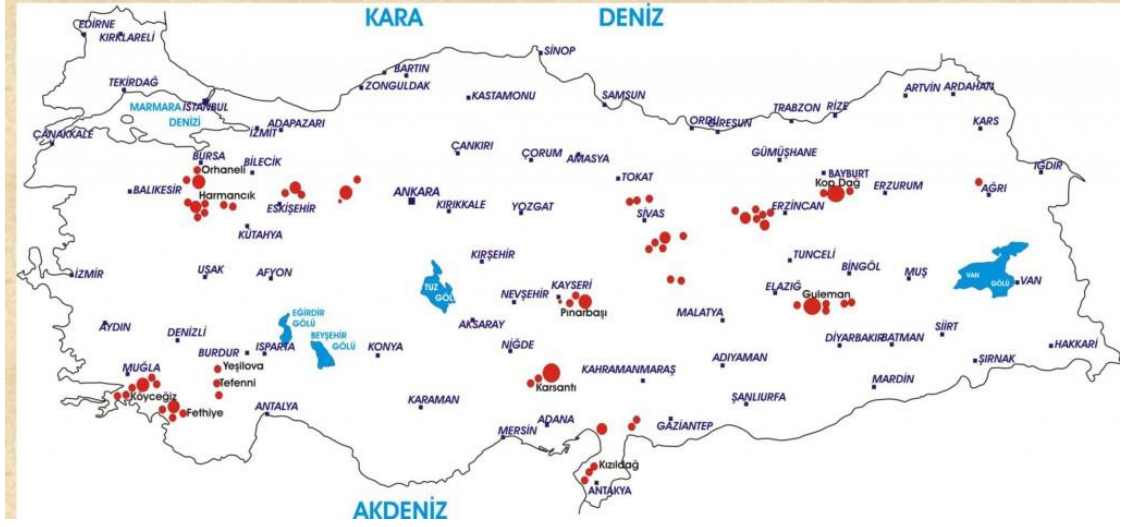 KARA DENİZ
EDİRNE
KIRKLARELİ
SİNOP
BARTIN
ZONGULDAK
TEKİRDAĞ
KASTAMONU
SAMSUN
ARTVİN
ARDAHAN
MARMARA
DENİZİ
İSTANBUL
TRABZON
RİZE
ORDU
GİRESUN
KARS
ÇANAKKALE
İZMİT
ADAPAZARI
ÇANKIRI
ÇORUM
AMASYA
GÜMÜŞHANE
BURSA
BİLECİK
Orhaneli
TOKAT
BAYBURT
IĞDIR
BALIKESİR
Harmancık
ESKİŞEHİR
ANKARA
KIRIKKALE
YOZGAT
SİVAS
ERZİNCAN
Kop Dağ
ERZURUM
AĞRI
KÜTAHYA
KIRŞEHİR
TUNCELİ
BİNGÖL
MUŞ
İZMİR
UŞAK
AFYON
TUZ
GÖL
NEVŞEHİR
KAYSERİ
Pınarbaşı
ELAZIĞ
Guleman
VAN
GÖLÜ
VAN
AYDIN
DENİZLİ
EĞİRDİR
GÖLÜ
BEYŞEHİR
GÖLÜ
AKSARAY
MALATYA
BURDUR
ISPARTA
KONYA
NİĞDE
DİYARBAKIR
BATMAN
SİİRT
HAKKARİ
MUĞLA
Yeşilova
Tefenni
Karsantı
KAHRAMANMARAŞ
ADIYAMAN
MARDİN
ŞIRNAK
Köyceğiz
Fethiye
ANTALYA
KARAMAN
MERSİN
ADANA
GAZİANTEP
ŞANLIURFA
Kızıldağ
ANTAKYA
AKDENİZ